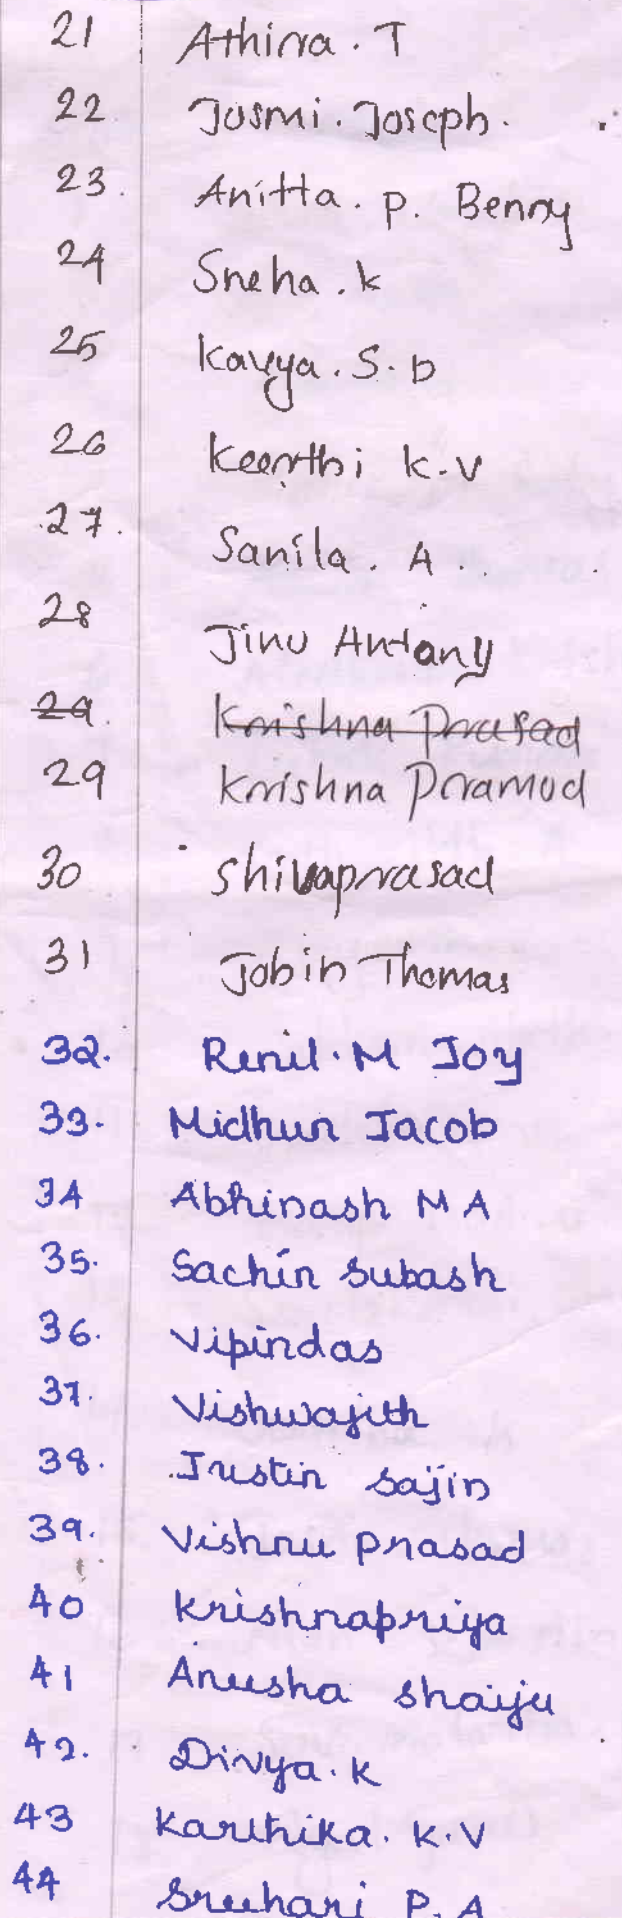 21 Athira . T
22 Josmi . Joseph .
23 . Anitta . P. Benny
24 Sneha . K
25 Kavya . S . D
26 Keerthi K . V
27 . Sanila . A . .
28 Jinu Antony
29 . Krishna Prasad
29 Krishna Pramod
30 Shivaprasad
31 Jobin Thomas
32. Renil . M Joy
33. Midhun Jacob
34 Abhinash M A
35. Sachin Subash
36. Vipindas
37. Vishwajith
38. Justin Sajin
39. Vishnu Prasad
40 Krishnapriya
41 Anusha Shaiju
42. Divya . K
43 Karthika . K . V
44 Sreehari P . A